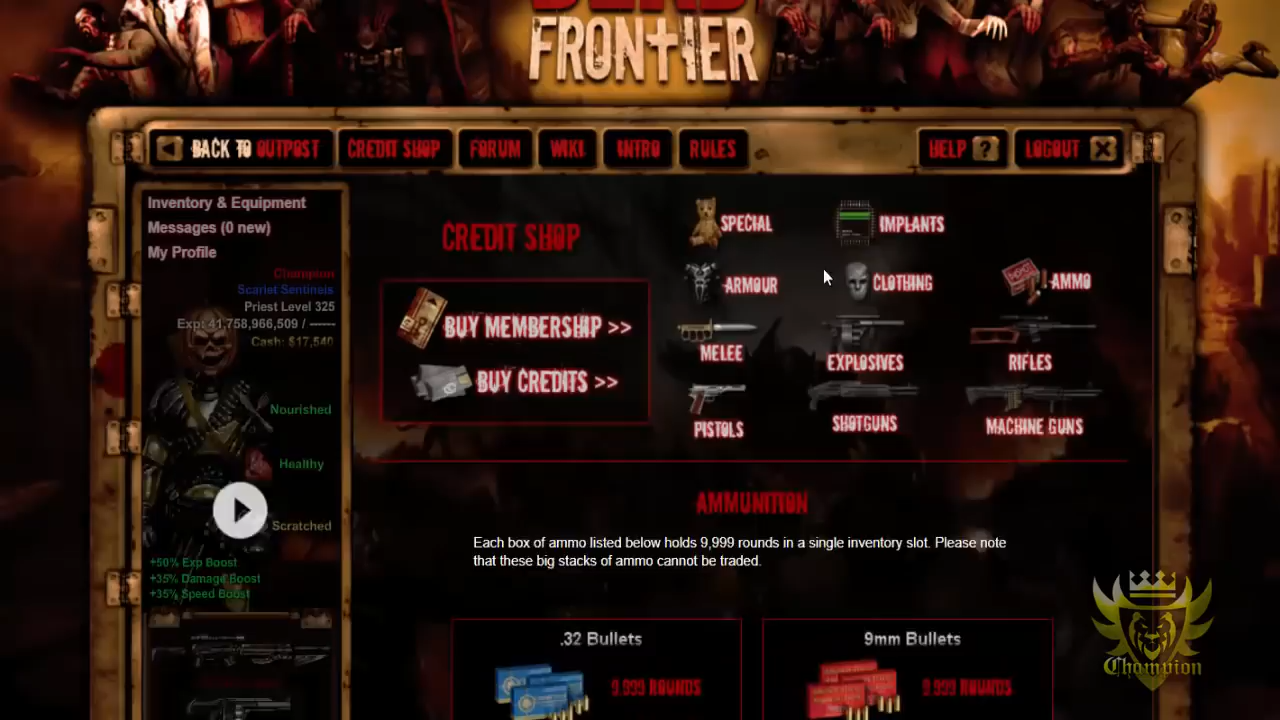 DEAD
FRONTIER
BACK TO OUTPOST
CREDIT SHOP
FORUM
WIKI
INTRO
RULES
HELP ?
LOGOUT X
Inventory & Equipment
Messages (0 new)
My Profile
Champion
Scarlet Sentinels
Priest Level 325
Exp: 41,758,966,509 / ------
Cash: $17,540
Nourished
Healthy
Scratched
+50% Exp Boost
+35% Damage Boost
+35% Speed Boost
CREDIT SHOP
BUY MEMBERSHIP >>
BUY CREDITS >>
SPECIAL
IMPLANTS
ARMOUR
CLOTHING
AMMO
MELEE
EXPLOSIVES
RIFLES
PISTOLS
SHOTGUNS
MACHINE GUNS
AMMUNITION
Each box of ammo listed below holds 9,999 rounds in a single inventory slot. Please note
that these big stacks of ammo cannot be traded.
.32 Bullets
9,999 ROUNDS
9mm Bullets
9,999 ROUNDS
Champion